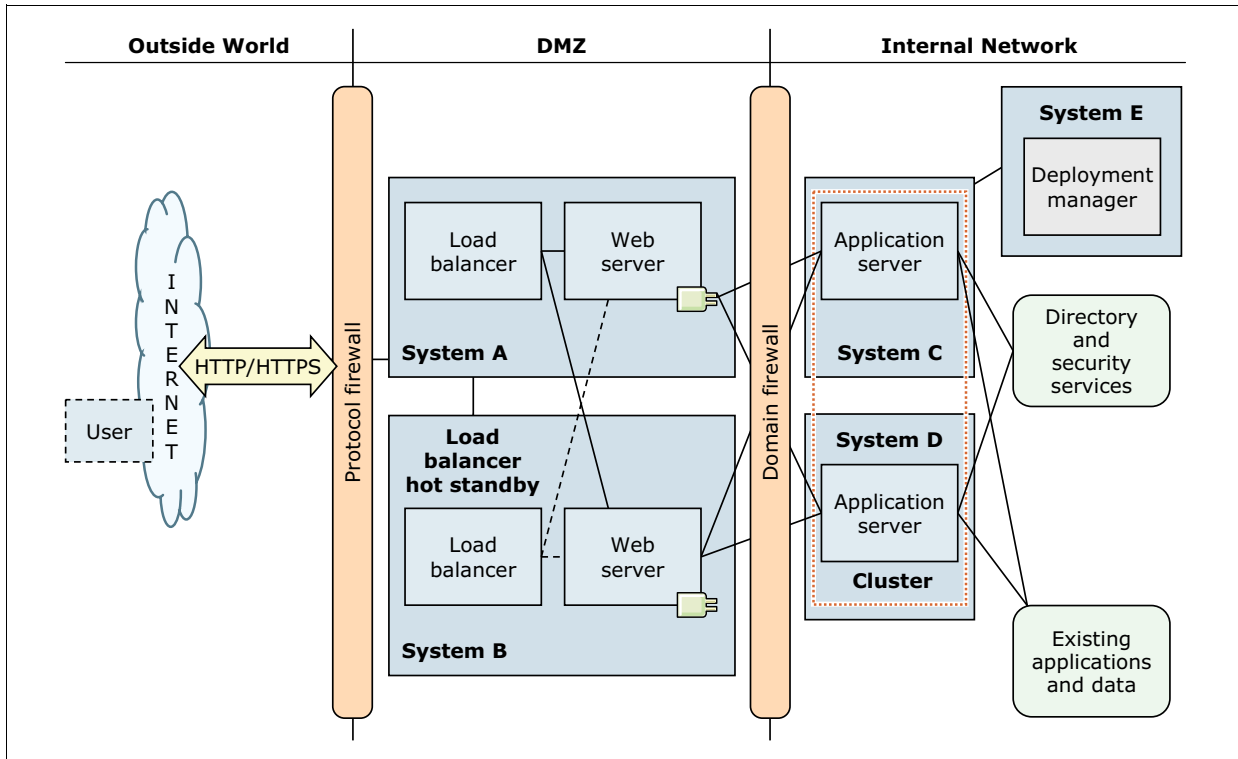 Outside World
DMZ
Internal Network
System E
Deployment
manager
Load
balancer
Web
server
Application
server
System A
System C
Directory
and
security
services
INTERNET
HTTP/HTTPS
User
Protocol firewall
Domain firewall
Load
balancer
hot standby
System D
Application
server
Load
balancer
Web
server
Cluster
System B
Existing
applications
and data